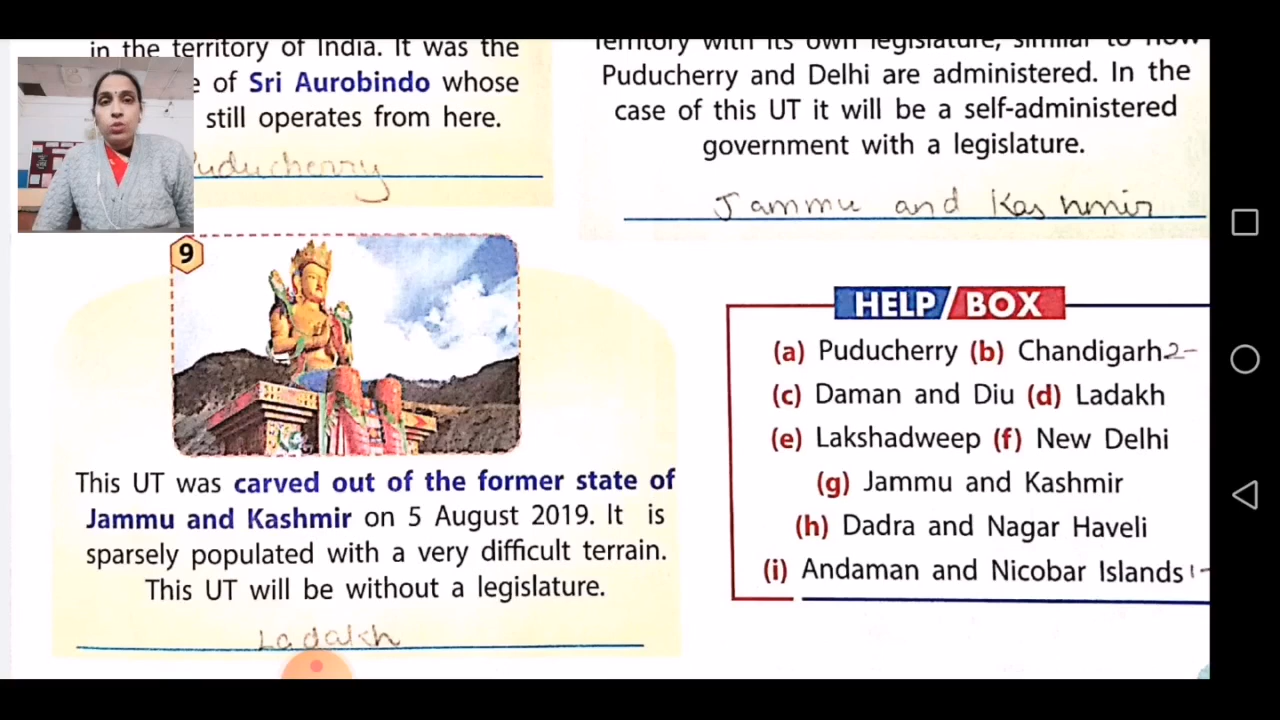 in the territory of India. It was the
of Sri Aurobindo whose
still operates from here.
Puducherry
Territory with its own legislature, similar to how
Puducherry and Delhi are administered. In the
case of this UT it will be a self-administered
government with a legislature.
Jammu and Kashmir
9
This UT was carved out of the former state of
Jammu and Kashmir on 5 August 2019. It is
sparsely populated with a very difficult terrain.
This UT will be without a legislature.
Ladakh
HELP/BOX
(a) Puducherry (b) Chandigarh 2-
(c) Daman and Diu (d) Ladakh
(e) Lakshadweep (f) New Delhi
(g) Jammu and Kashmir
(h) Dadra and Nagar Haveli
(i) Andaman and Nicobar Islands 1-